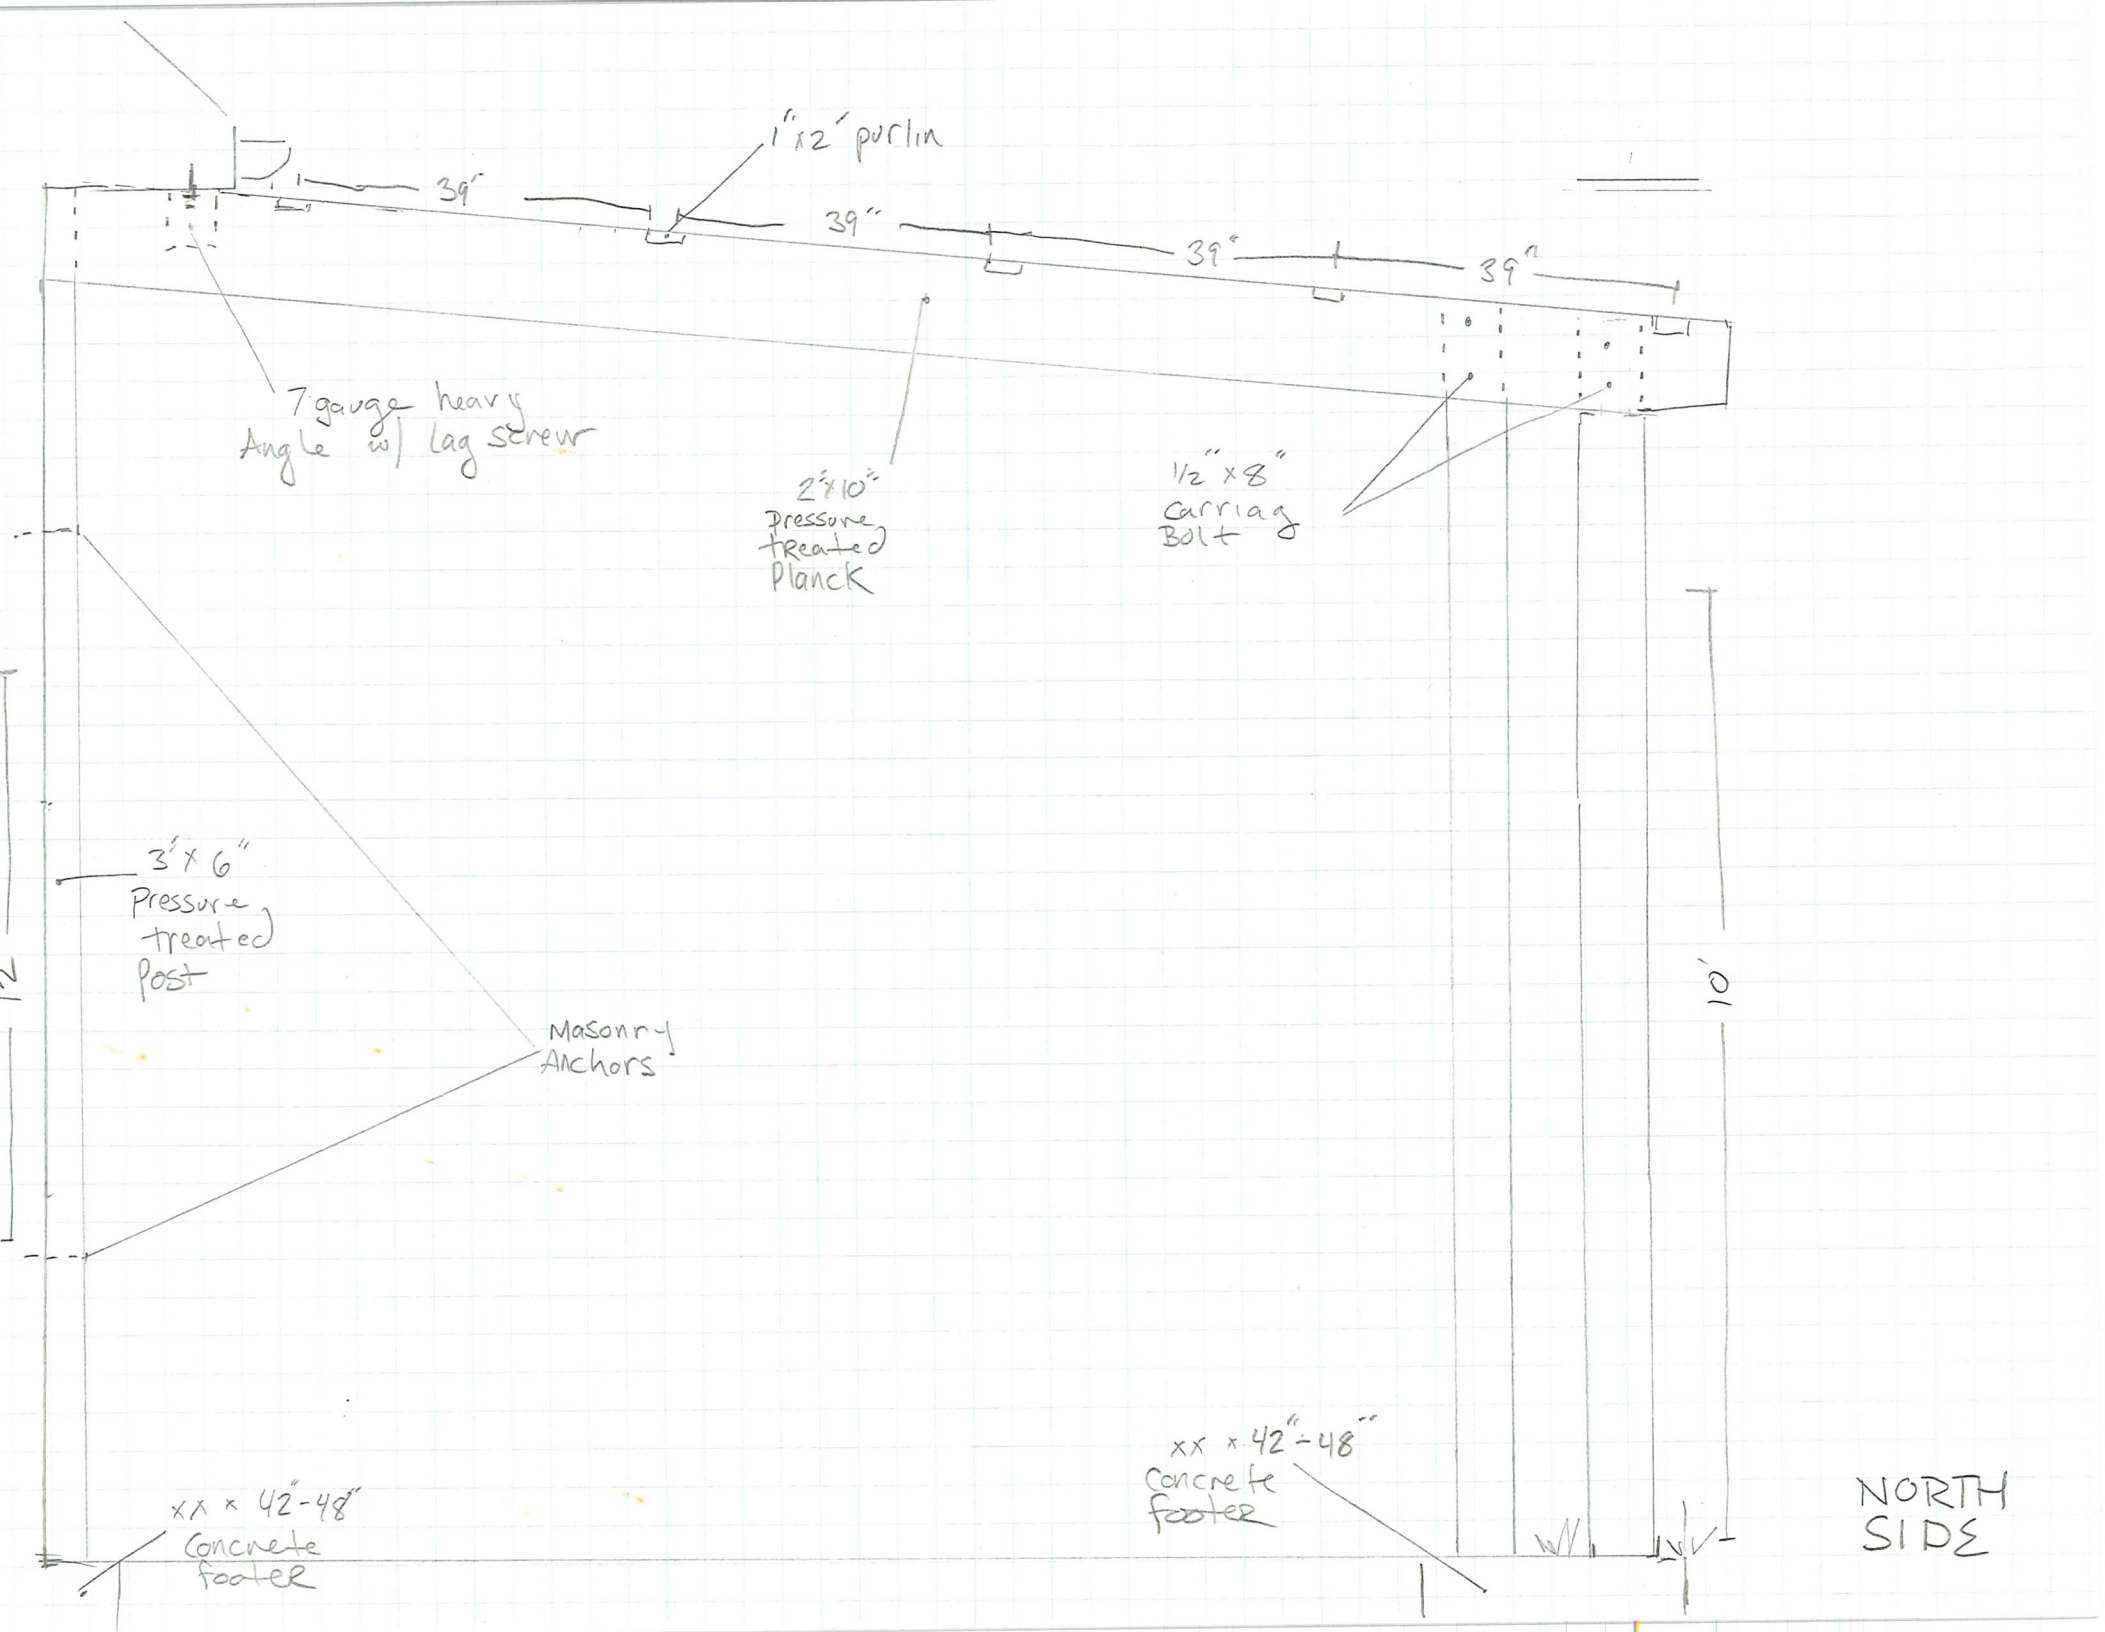 1"x2" purlin
39"
39"
39"
39"
7 gauge heavy
Angle w/ Lag screw
2"x10"
Pressure
treated
Planck
1/2" x 8"
Carriag
Bolt
3"x 6"
Pressure
treated
Post
12
10'
Masonry
Anchors
xx x 42"-48"
Concrete
footer
xx x 42"-48"
Concrete
footer
NORTH
SIDE